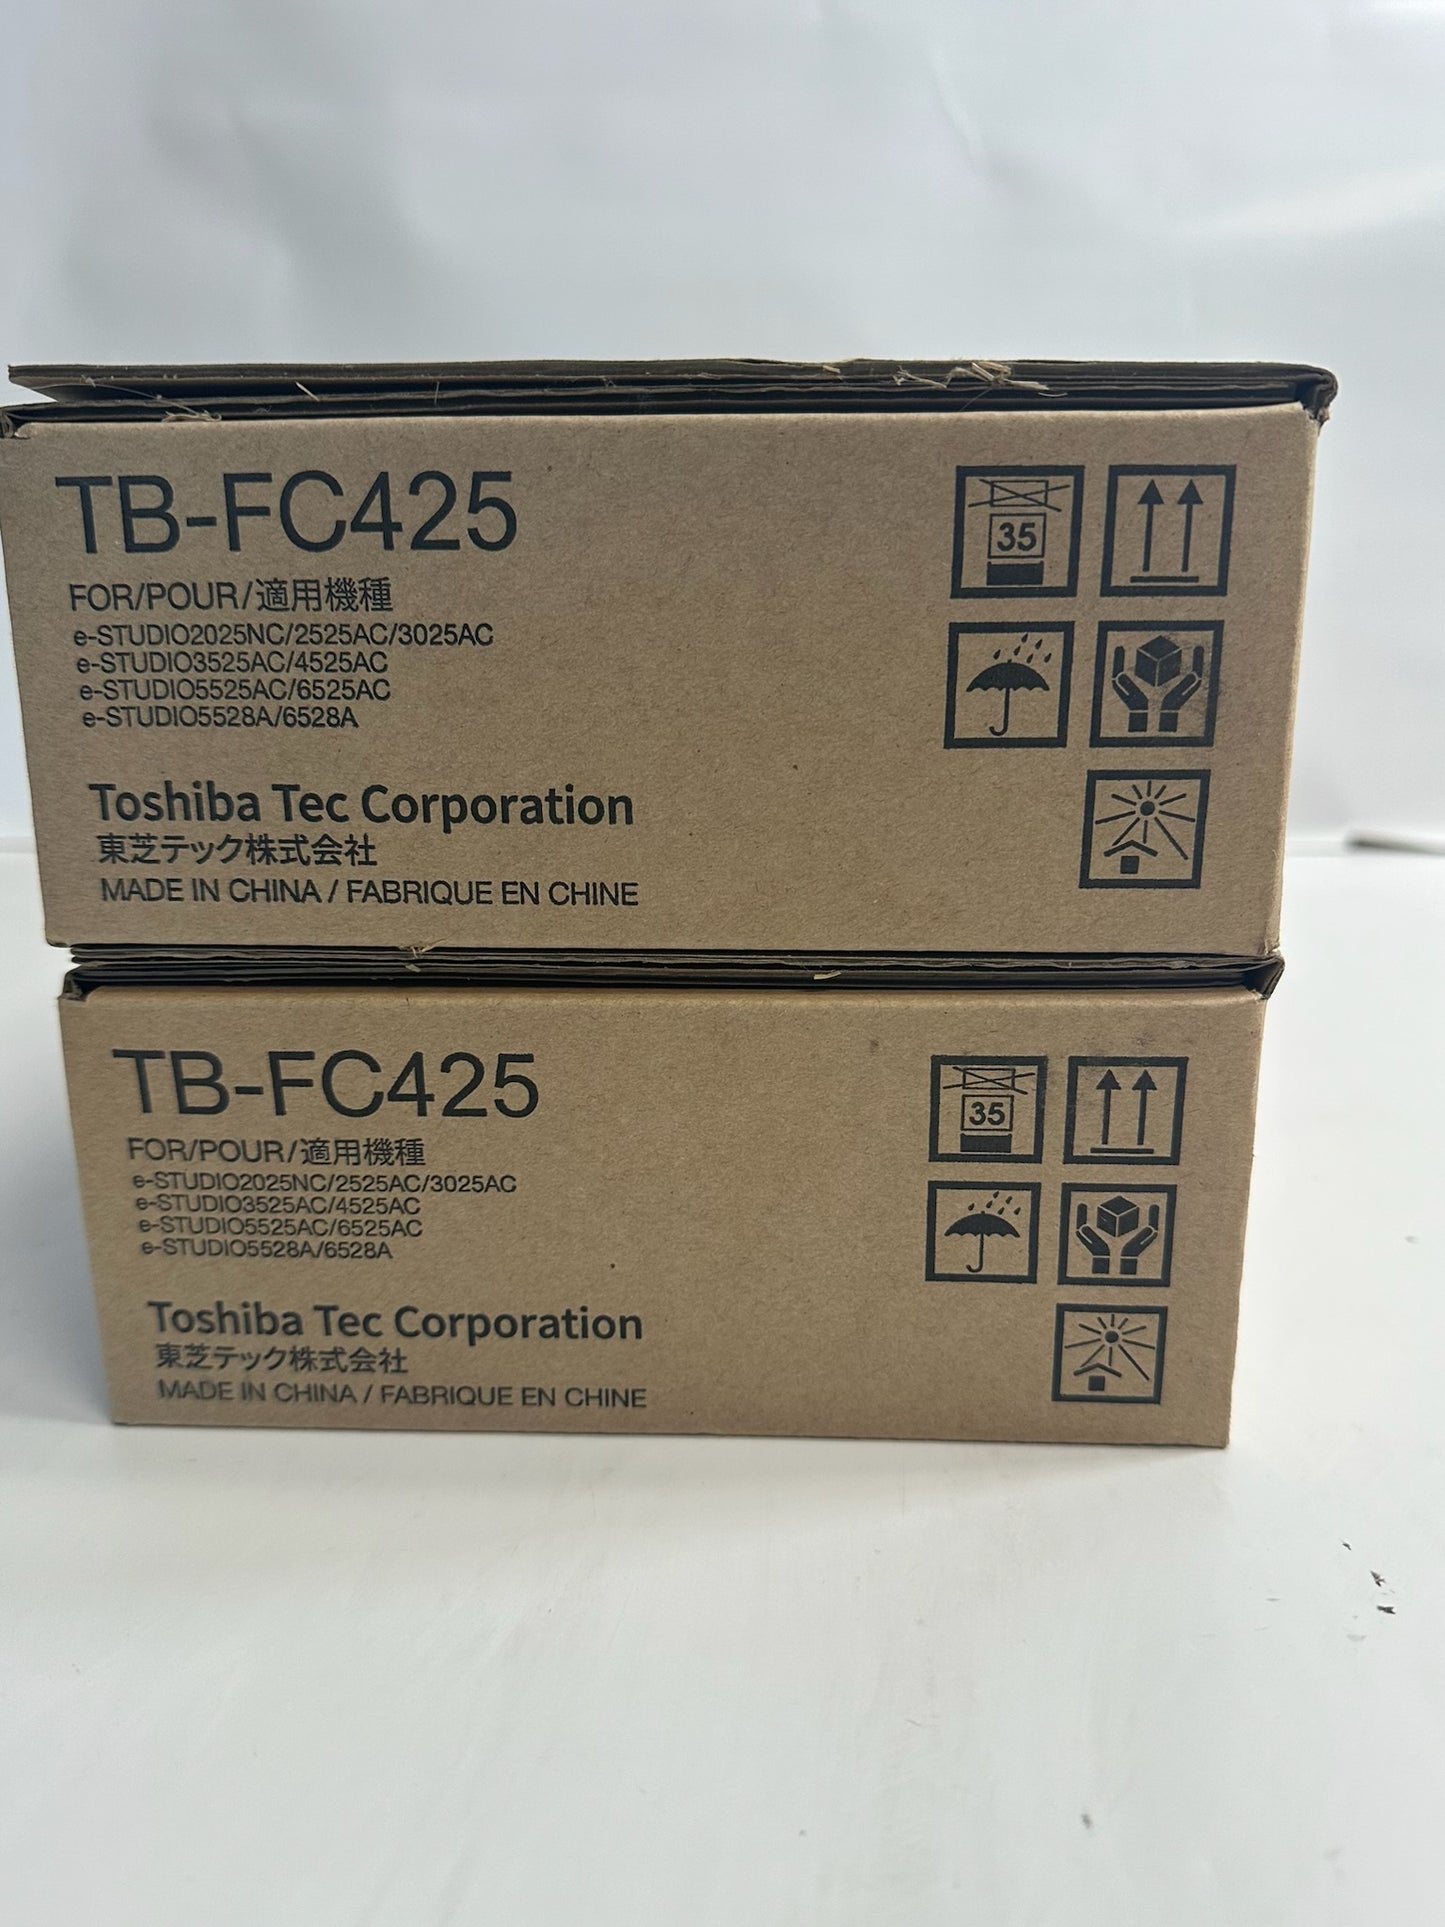 TB-FC425
FOR/POUR/適用機種
e-STUDIO2025NC/2525AC/3025AC
e-STUDIO3525AC/4525AC
e-STUDIO5525AC/6525AC
e-STUDIO5528A/6528A
Toshiba Tec Corporation
東芝テック株式会社
MADE IN CHINA / FABRIQUE EN CHINE
35
TB-FC425
FOR/POUR/適用機種
e-STUDIO2025NC/2525AC/3025AC
e-STUDIO3525AC/4525AC
e-STUDIO5525AC/6525AC
e-STUDIO5528A/6528A
Toshiba Tec Corporation
東芝テック株式会社
MADE IN CHINA / FABRIQUE EN CHINE
35